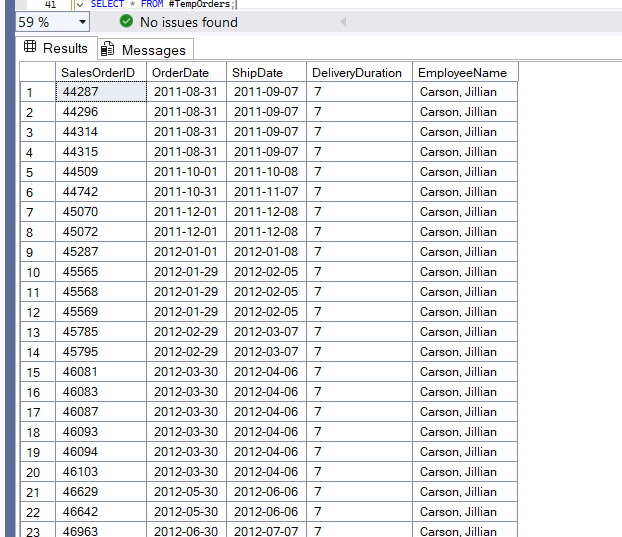 41 SELECT * FROM #TempOrders;
59 % No issues found
Results Messages
SalesOrderID OrderDate ShipDate DeliveryDuration EmployeeName
1 44287 2011-08-31 2011-09-07 7 Carson, Jillian
2 44296 2011-08-31 2011-09-07 7 Carson, Jillian
3 44314 2011-08-31 2011-09-07 7 Carson, Jillian
4 44315 2011-08-31 2011-09-07 7 Carson, Jillian
5 44509 2011-10-01 2011-10-08 7 Carson, Jillian
6 44742 2011-10-31 2011-11-07 7 Carson, Jillian
7 45070 2011-12-01 2011-12-08 7 Carson, Jillian
8 45072 2011-12-01 2011-12-08 7 Carson, Jillian
9 45287 2012-01-01 2012-01-08 7 Carson, Jillian
10 45565 2012-01-29 2012-02-05 7 Carson, Jillian
11 45568 2012-01-29 2012-02-05 7 Carson, Jillian
12 45569 2012-01-29 2012-02-05 7 Carson, Jillian
13 45785 2012-02-29 2012-03-07 7 Carson, Jillian
14 45795 2012-02-29 2012-03-07 7 Carson, Jillian
15 46081 2012-03-30 2012-04-06 7 Carson, Jillian
16 46083 2012-03-30 2012-04-06 7 Carson, Jillian
17 46087 2012-03-30 2012-04-06 7 Carson, Jillian
18 46093 2012-03-30 2012-04-06 7 Carson, Jillian
19 46094 2012-03-30 2012-04-06 7 Carson, Jillian
20 46103 2012-03-30 2012-04-06 7 Carson, Jillian
21 46629 2012-05-30 2012-06-06 7 Carson, Jillian
22 46642 2012-05-30 2012-06-06 7 Carson, Jillian
23 46963 2012-06-30 2012-07-07 7 Carson, Jillian